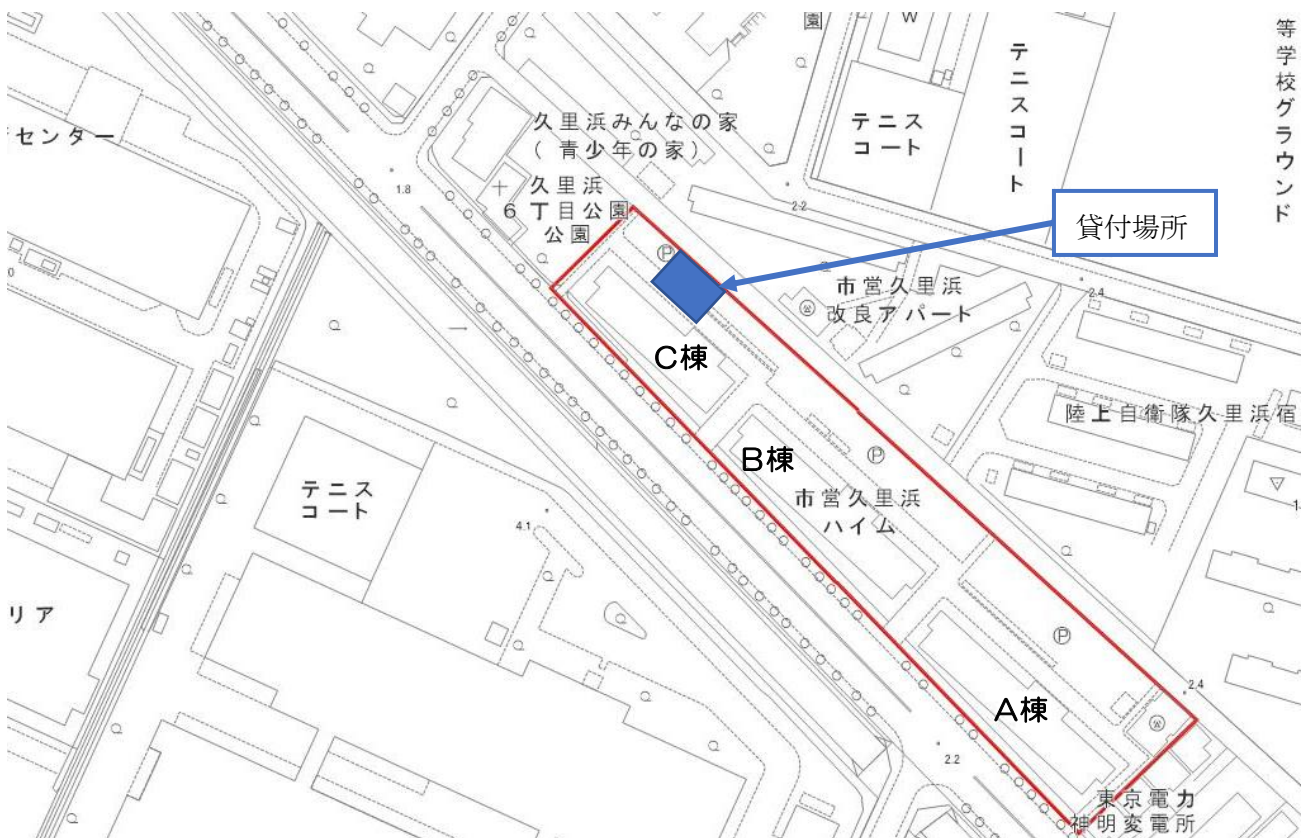 園
W
テニス
コート
テニスコート
等学校グラウンド
センター
久里浜みんなの家
（青少年の家）
1.8
久里浜
6丁目公園
公園
2.2
貸付場所
P
市営久里浜
改良アパート
2.4
C棟
陸上自衛隊久里浜宿
B棟
P
市営久里浜
ハイム
テニス
コート
4.1
リア
P
2.4
A棟
2.2
東京電力
神明変電所